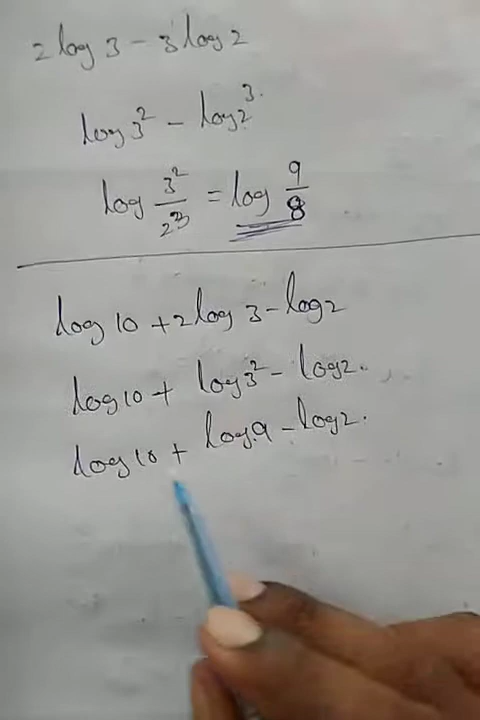 2 log 3 - 3 log 2
log 3² - log 2³.
log 3²/2³ = log 9/8
log 10 + 2 log 3 - log 2
log 10 + log 3² - log 2.
log 10 + log 9 - log 2.